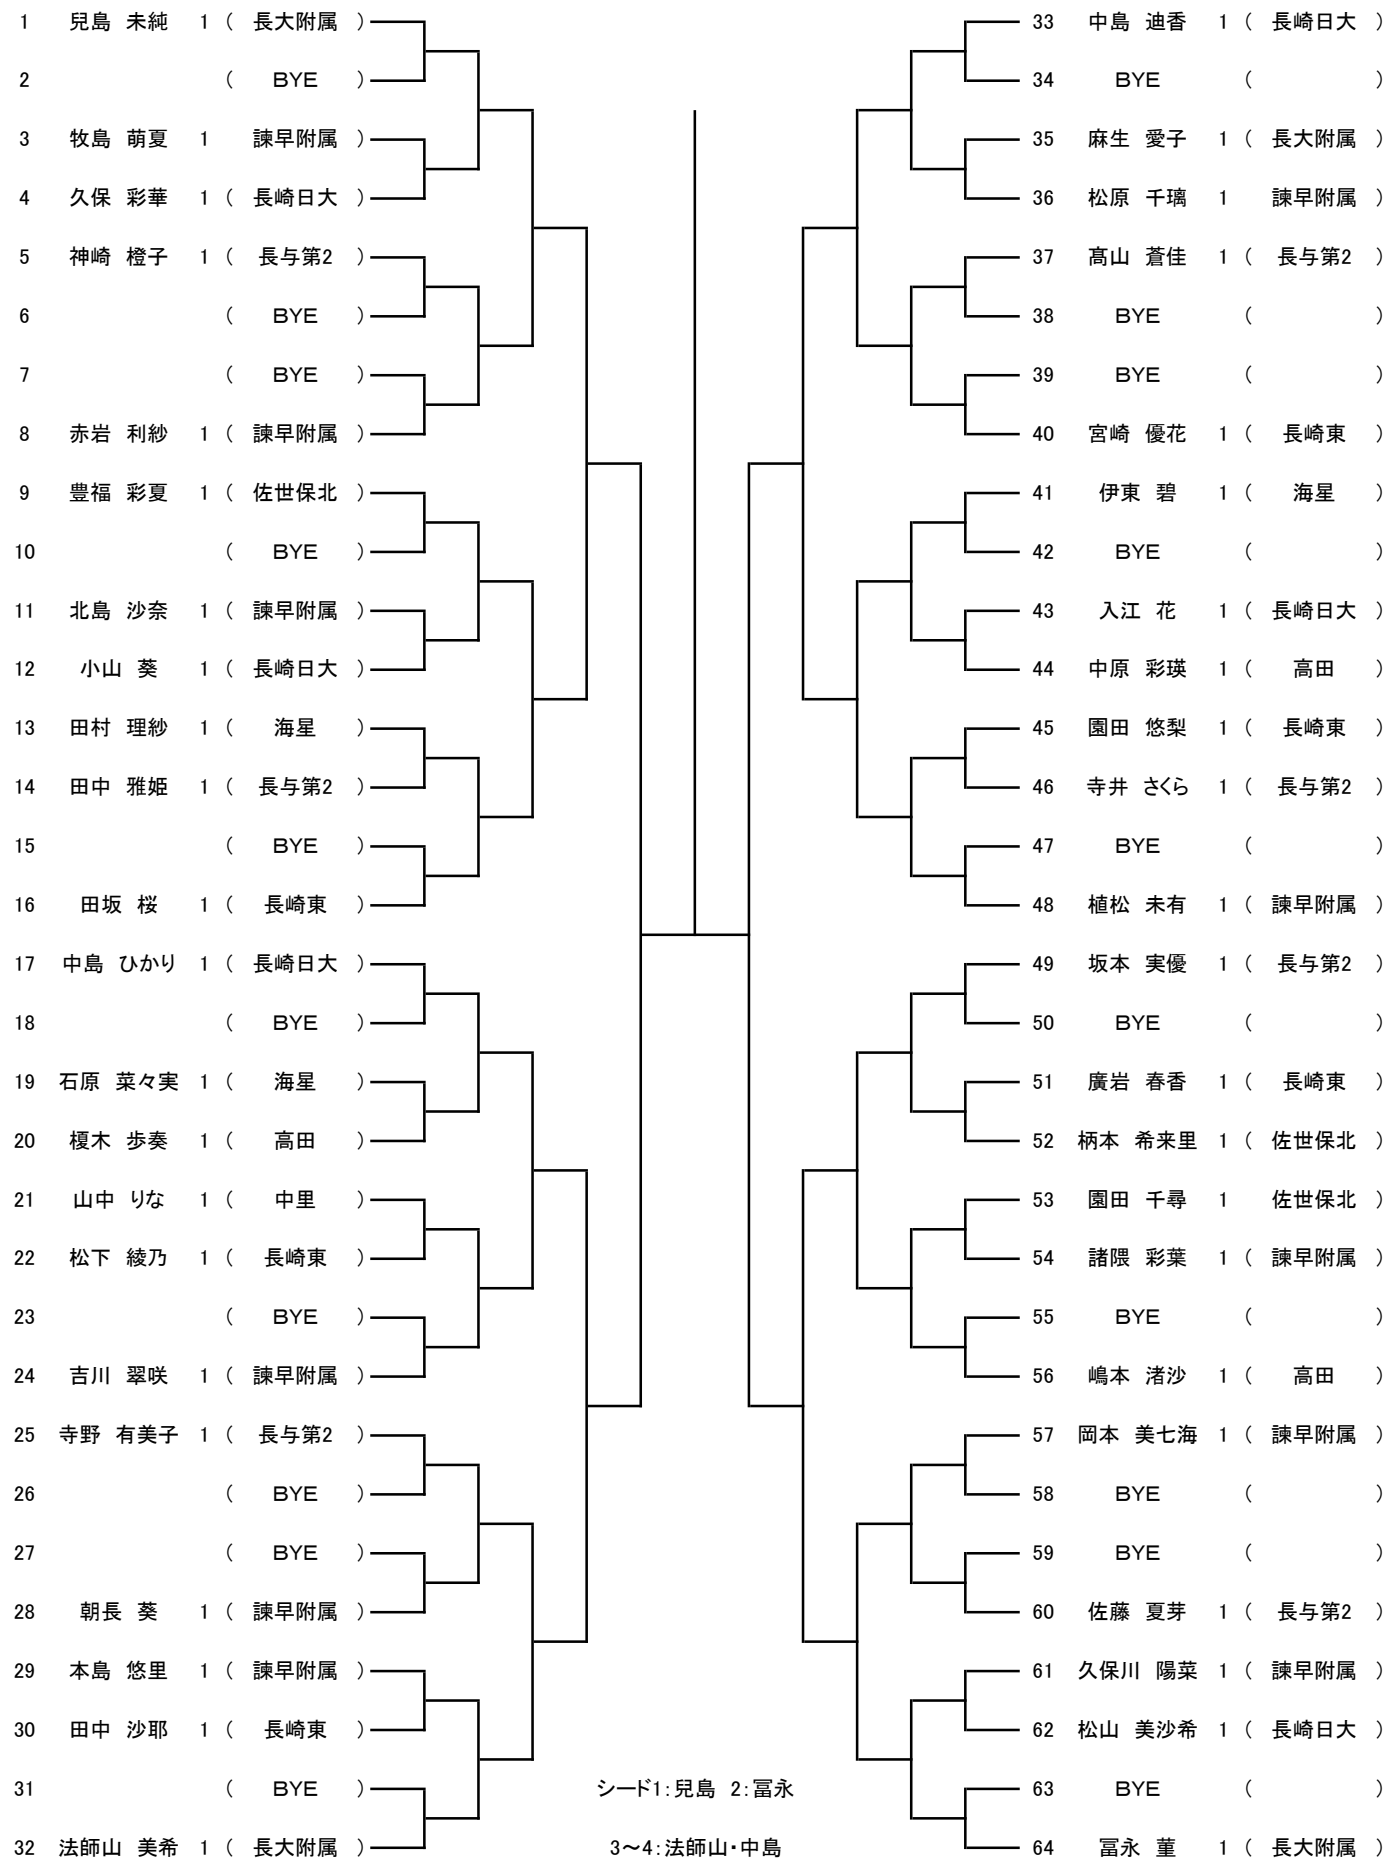 1 兒島 未純 1 ( 長大附属 )
2 ( BYE )
3 牧島 萌夏 1 諫早附属 )
4 久保 彩華 1 ( 長崎日大 )
5 神崎 橙子 1 ( 長与第2 )
6 ( BYE )
7 ( BYE )
8 赤岩 利紗 1 ( 諫早附属 )
9 豊福 彩夏 1 ( 佐世保北 )
10 ( BYE )
11 北島 沙奈 1 ( 諫早附属 )
12 小山 葵 1 ( 長崎日大 )
13 田村 理紗 1 ( 海星 )
14 田中 雅姫 1 ( 長与第2 )
15 ( BYE )
16 田坂 桜 1 ( 長崎東 )
17 中島 ひかり 1 ( 長崎日大 )
18 ( BYE )
19 石原 菜々実 1 ( 海星 )
20 榎木 歩奏 1 ( 高田 )
21 山中 りな 1 ( 中里 )
22 松下 綾乃 1 ( 長崎東 )
23 ( BYE )
24 吉川 翠咲 1 ( 諫早附属 )
25 寺野 有美子 1 ( 長与第2 )
26 ( BYE )
27 ( BYE )
28 朝長 葵 1 ( 諫早附属 )
29 本島 悠里 1 ( 諫早附属 )
30 田中 沙耶 1 ( 長崎東 )
31 ( BYE )
32 法師山 美希 1 ( 長大附属 )
シード1:兒島 2:冨永
3~4:法師山・中島
33 中島 迪香 1 ( 長崎日大 )
34 BYE ( )
35 麻生 愛子 1 ( 長大附属 )
36 松原 千璃 1 諫早附属 )
37 髙山 蒼佳 1 ( 長与第2 )
38 BYE ( )
39 BYE ( )
40 宮崎 優花 1 ( 長崎東 )
41 伊東 碧 1 ( 海星 )
42 BYE ( )
43 入江 花 1 ( 長崎日大 )
44 中原 彩瑛 1 ( 高田 )
45 園田 悠梨 1 ( 長崎東 )
46 寺井 さくら 1 ( 長与第2 )
47 BYE ( )
48 植松 未有 1 ( 諫早附属 )
49 坂本 実優 1 ( 長与第2 )
50 BYE ( )
51 廣岩 春香 1 ( 長崎東 )
52 柄本 希来里 1 ( 佐世保北 )
53 園田 千尋 1 佐世保北 )
54 諸隈 彩葉 1 ( 諫早附属 )
55 BYE ( )
56 嶋本 渚沙 1 ( 高田 )
57 岡本 美七海 1 ( 諫早附属 )
58 BYE ( )
59 BYE ( )
60 佐藤 夏芽 1 ( 長与第2 )
61 久保川 陽菜 1 ( 諫早附属 )
62 松山 美沙希 1 ( 長崎日大 )
63 BYE ( )
64 冨永 菫 1 ( 長大附属 )